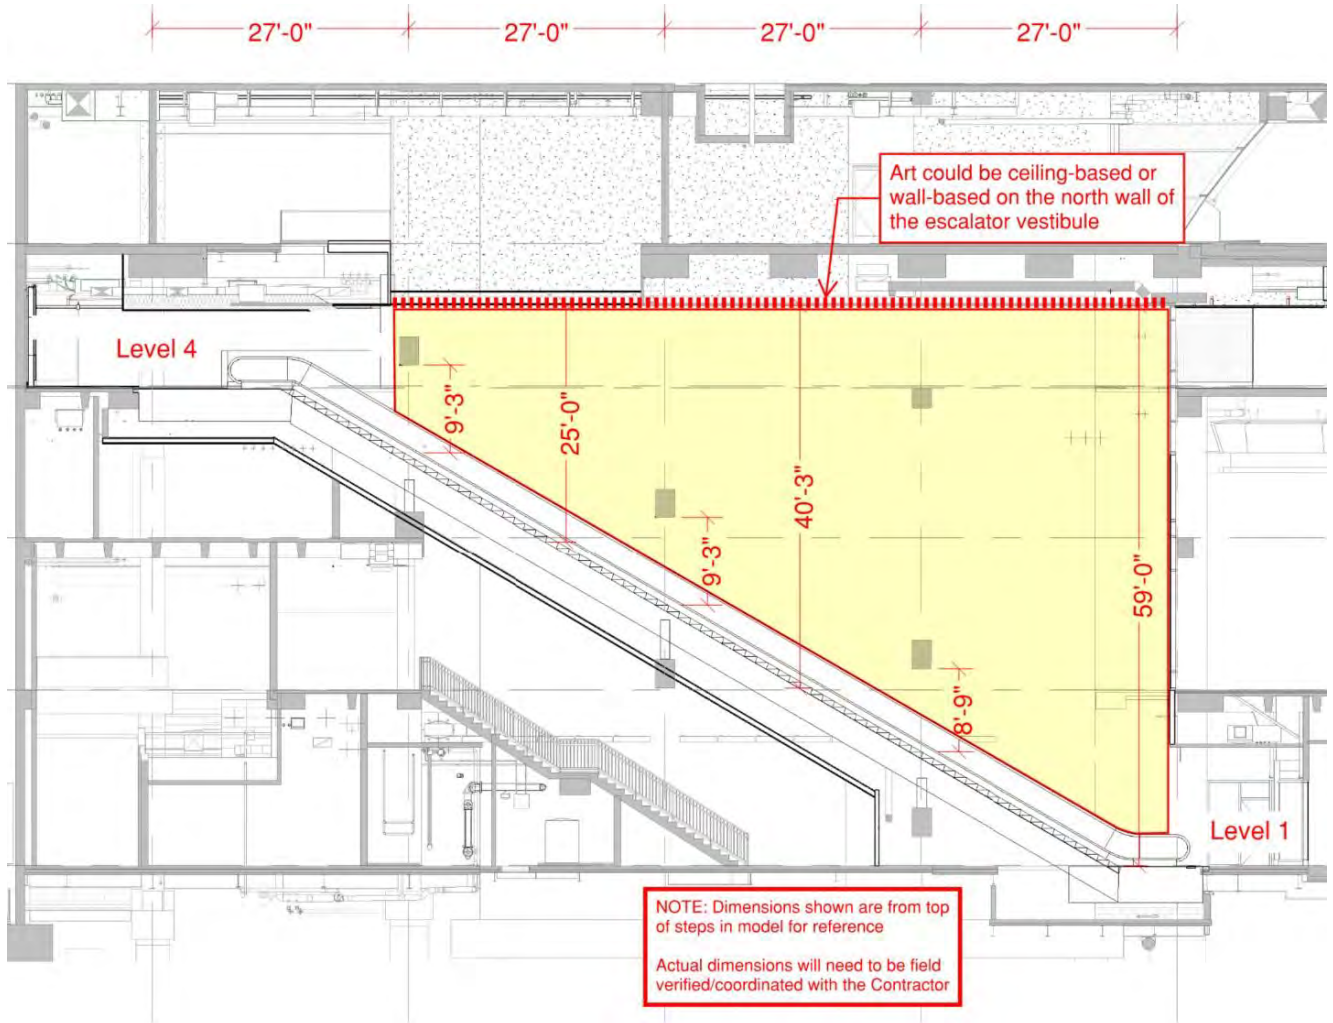 27'-0"
27'-0"
27'-0"
27'-0"
Art could be ceiling-based or
wall-based on the north wall of
the escalator vestibule
Level 4
9'-3"
25'-0"
40'-3"
9'-3"
59'-0"
8'-9"
Level 1
NOTE: Dimensions shown are from top
of steps in model for reference
Actual dimensions will need to be field
verified/coordinated with the Contractor